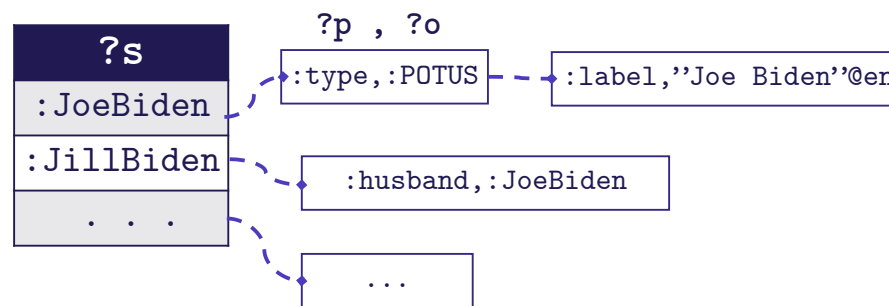 ?p , ?o
?s
:type,:POTUS
:label,”Joe Biden”@en
:JoeBiden
:JillBiden
:husband,:JoeBiden
. . .
...